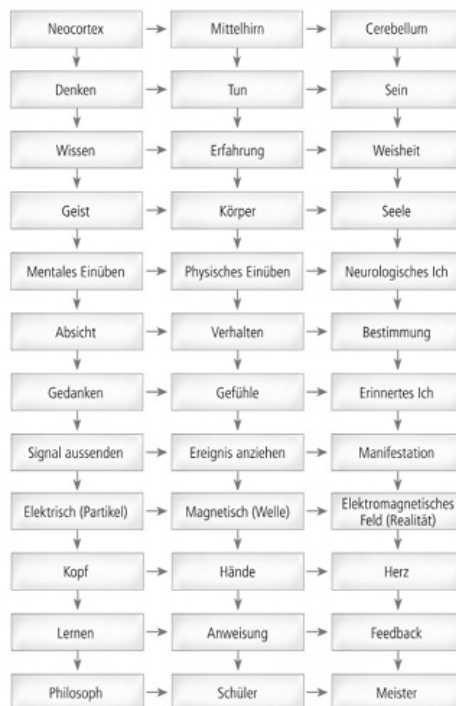 Neocortex
Mittelhirn
Cerebellum
Denken
Tun
Sein
Wissen
Erfahrung
Weisheit
Geist
Körper
Seele
Mentales Einüben
Physisches Einüben
Neurologisches Ich
Absicht
Verhalten
Bestimmung
Gedanken
Gefühle
Erinnertes Ich
Signal aussenden
Ereignis anziehen
Manifestation
Elektrisch (Partikel)
Magnetisch (Welle)
Elektromagnetisches
Feld (Realität)
Kopf
Hände
Herz
Lernen
Anweisung
Feedback
Philosoph
Schüler
Meister